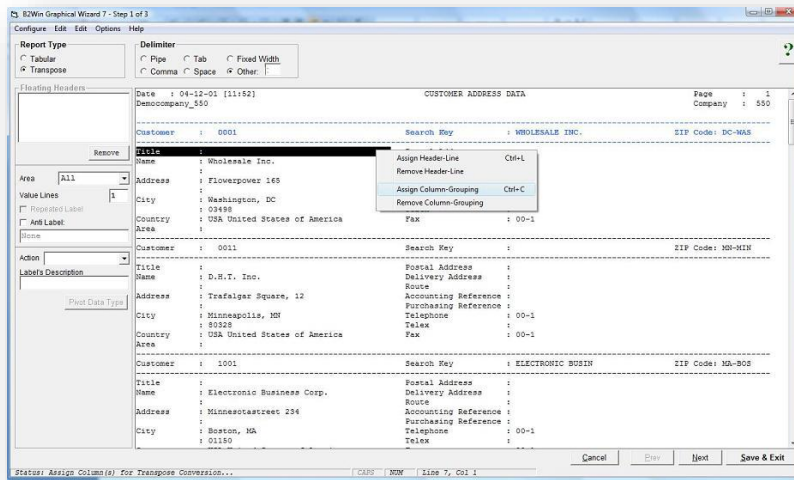 B2Win Graphical Wizard 7 - Step 1 of 3
Configure Edit Edit Options Help
Report Type
Tabular
Transpose
Delimiter
Pipe Tab Fixed Width
Comma Space Other: :
?
Floating Headers
Remove
Area All
Value Lines 1
Repeated Label
Anti Label:
None
Action
Label's Description
Pivot Data Type
Date : 04-12-01 [11:52] CUSTOMER ADDRESS DATA Page : 1
Democompany_550 Company : 550
Customer : 0001 Search Key : WHOLESALE INC. ZIP Code: DC-WAS
Title :
Name : Wholesale Inc.
:
Address : Flowerpower 165
:
City : Washington, DC
: 03498
Country : USA United States of America Fax : 00-1
Area :
Assign Header-Line Ctrl+L
Remove Header-Line
Assign Column-Grouping Ctrl+C
Remove Column-Grouping
Customer : 0011 Search Key : ZIP Code: MN-MIN
Title : Postal Address :
Name : D.H.T. Inc. Delivery Address :
: Route :
Address : Trafalgar Square, 12 Accounting Reference :
: Purchasing Reference :
City : Minneapolis, MN Telephone : 00-1
: 80328 Telex :
Country : USA United States of America Fax : 00-1
Area :
Customer : 1001 Search Key : ELECTRONIC BUSIN ZIP Code: MA-BOS
Title : Postal Address :
Name : Electronic Business Corp. Delivery Address :
: Route :
Address : Minnesotastreet 234 Accounting Reference :
: Purchasing Reference :
City : Boston, MA Telephone : 00-1
: 01150 Telex :
Cancel Prev Next Save & Exit
Status: Assign Column(s) for Transpose Conversion... CAPS NUM Line 7, Col 1